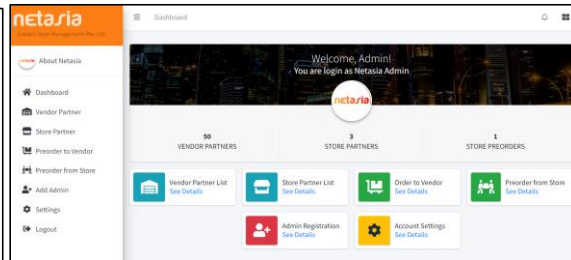 netasia
Golden Style Management Pte. Ltd.
About Netasia
Dashboard
Vendor Partner
Store Partner
Preorder to Vendor
Preorder from Store
Add Admin
Settings
Logout
Dashboard
Welcome, Admin!
You are login as Netasia Admin
netasia
50
VENDOR PARTNERS
3
STORE PARTNERS
1
STORE PREORDERS
Vendor Partner List
See Details
Store Partner List
See Details
Order to Vendor
See Details
Preorder from Store
See Details
Admin Registration
See Details
Account Settings
See Details